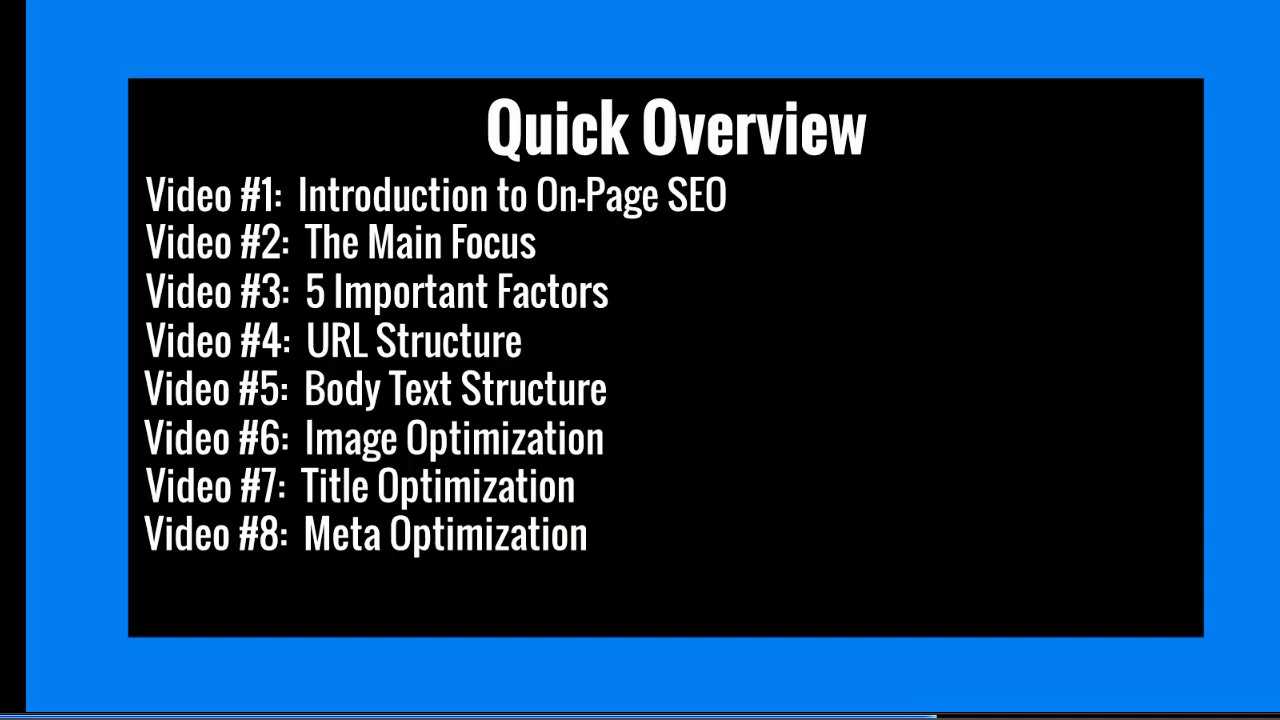 Quick Overview
Video #1: Introduction to On-Page SEO
Video #2: The Main Focus
Video #3: 5 Important Factors
Video #4: URL Structure
Video #5: Body Text Structure
Video #6: Image Optimization
Video #7: Title Optimization
Video #8: Meta Optimization